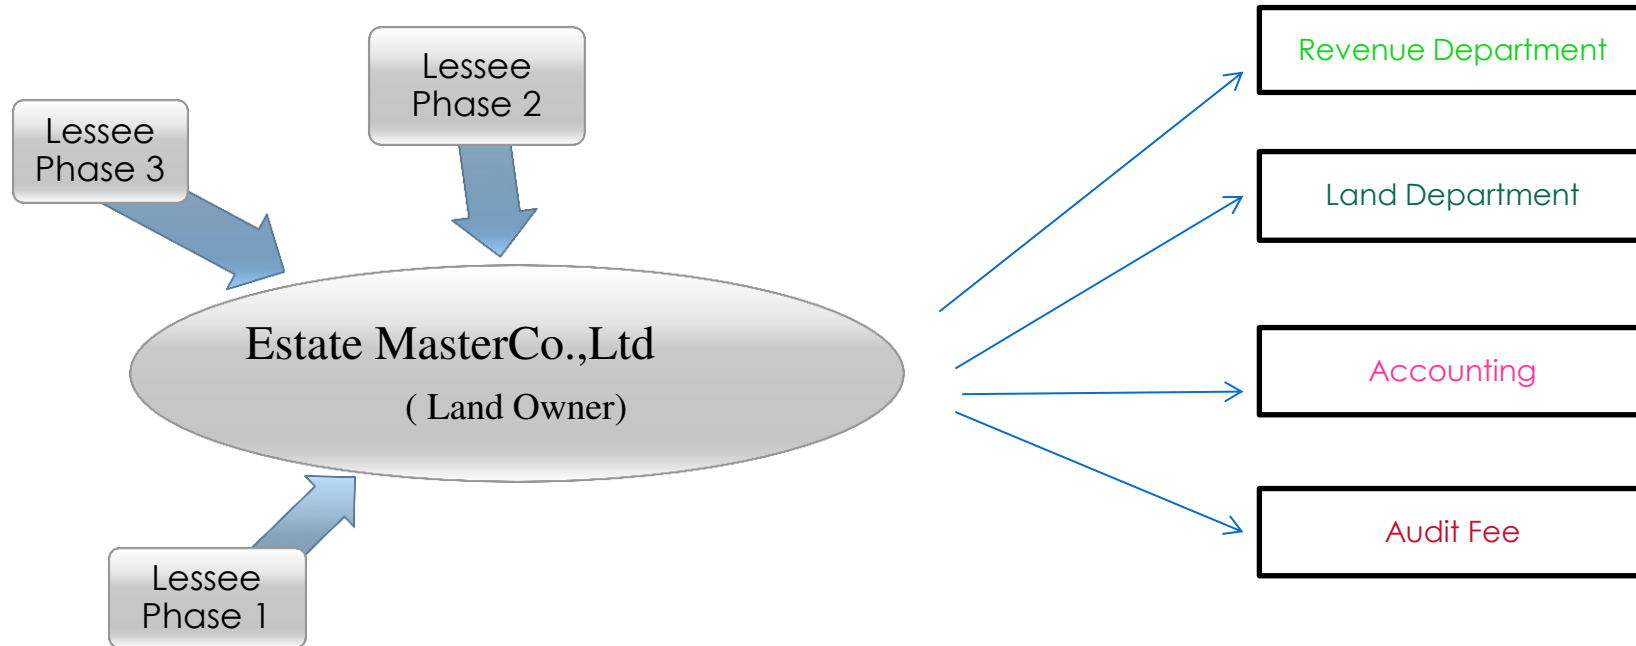 Lessee
Phase 3
Lessee
Phase 2
Estate MasterCo.,Ltd
( Land Owner)
Lessee
Phase 1
Revenue Department
Land Department
Accounting
Audit Fee